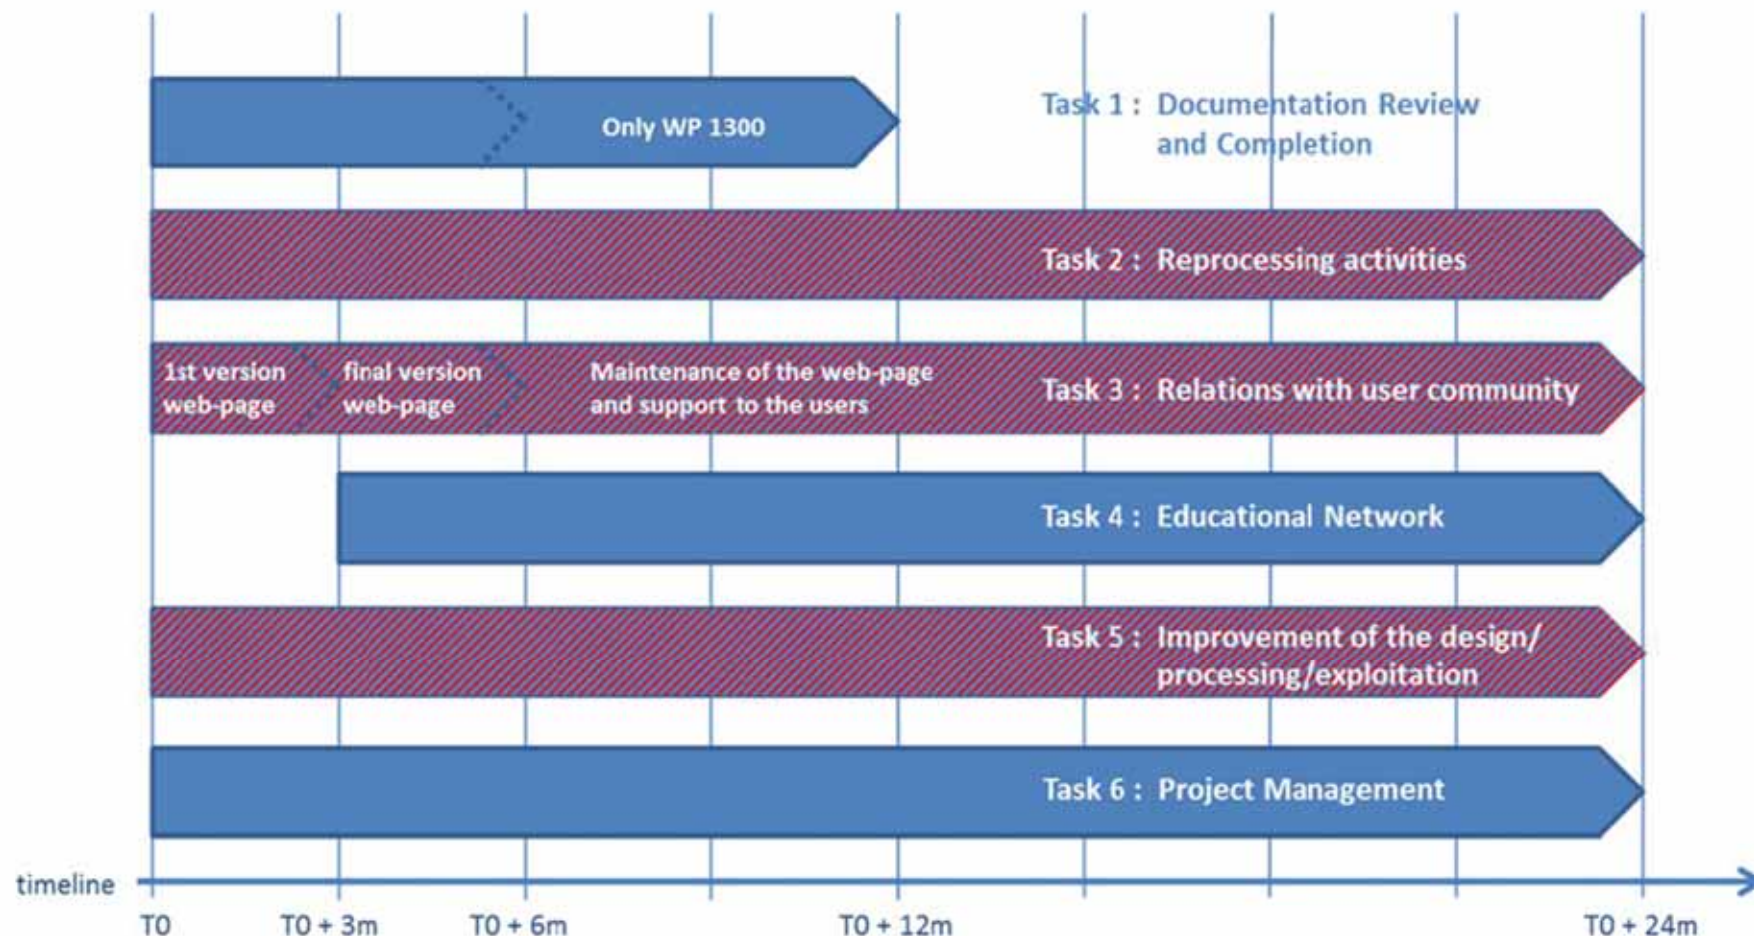 Only WP 1300
Task 1 : Documentation Review
and Completion
Task 2 : Reprocessing activities
1st version
web-page
final version
web-page
Maintenance of the web-page
and support to the users
Task 3 : Relations with user community
Task 4 : Educational Network
Task 5 : Improvement of the design/
processing/exploitation
Task 6 : Project Management
timeline
T0
T0 + 3m
T0 + 6m
T0 + 12m
T0 + 24m